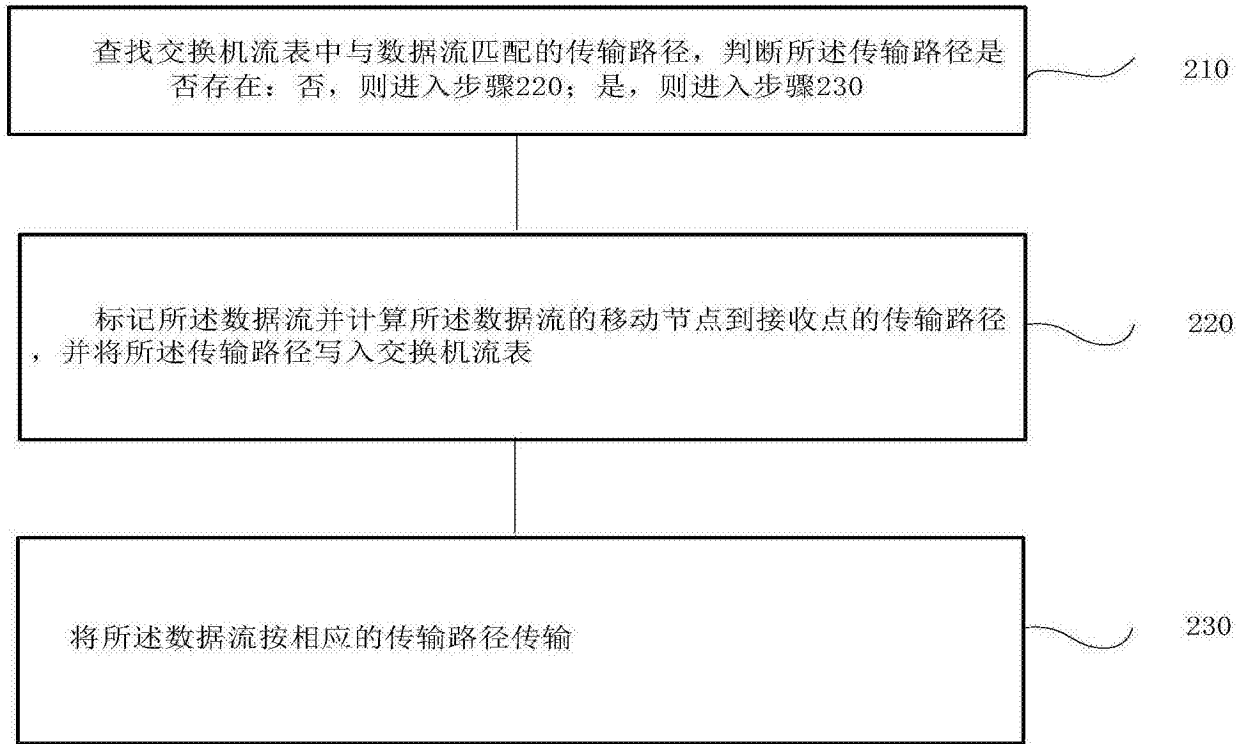 查找交换机流表中与数据流匹配的传输路径，判断所述传输路径是
否存在：否，则进入步骤220；是，则进入步骤230
210
标记所述数据流并计算所述数据流的移动节点到接收点的传输路径
，并将所述传输路径写入交换机流表
220
将所述数据流按相应的传输路径传输
230